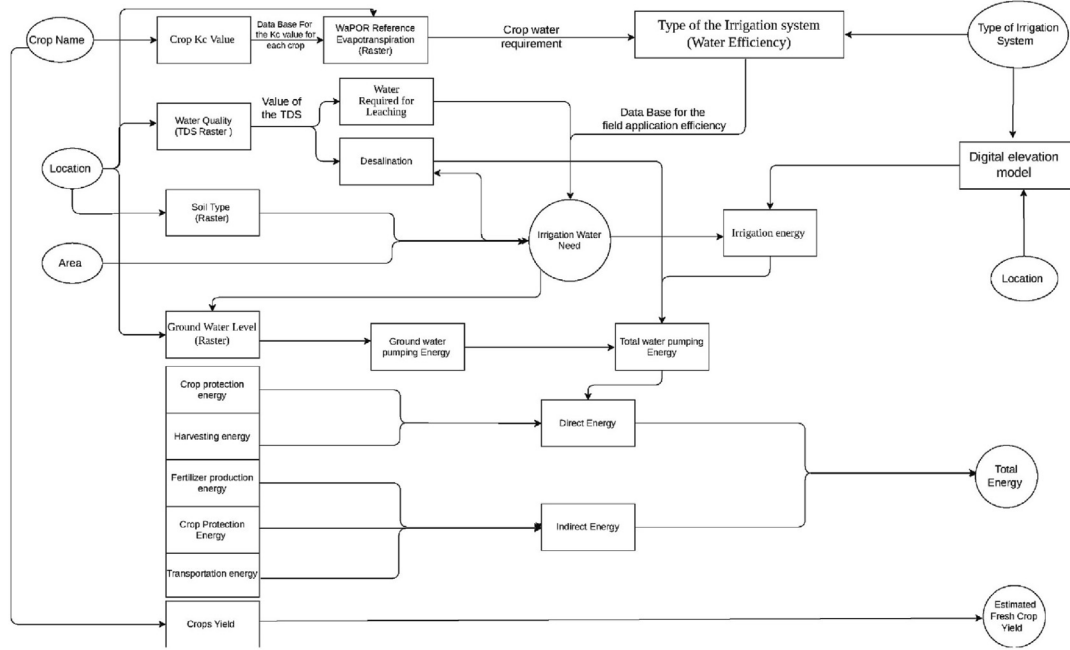 Crop Name
Crop Kc Value
Data Base For
the Kc value for
each crop
WaPOR Reference
Evapotranspiration
(Raster)
Crop water
requirement
Type of the Irrigation system
(Water Efficiency)
Type of Irrigation
System
Water Quality
(TDS Raster )
Value of
the TDS
Water
Required for
Leaching
Data Base for the
field application efficiency
Location
Desalination
Digital elevation
model
Soil Type
(Raster)
Irrigation Water
Need
Irrigation energy
Area
Location
Ground Water Level
(Raster)
Ground water
pumping Energy
Total water pumping
Energy
Crop protection
energy
Harvesting energy
Direct Energy
Fertilizer production
energy
Total
Energy
Crop Protection
Energy
Indirect Energy
Transportation energy
Crops Yield
Estimated
Fresh Crop
Yield